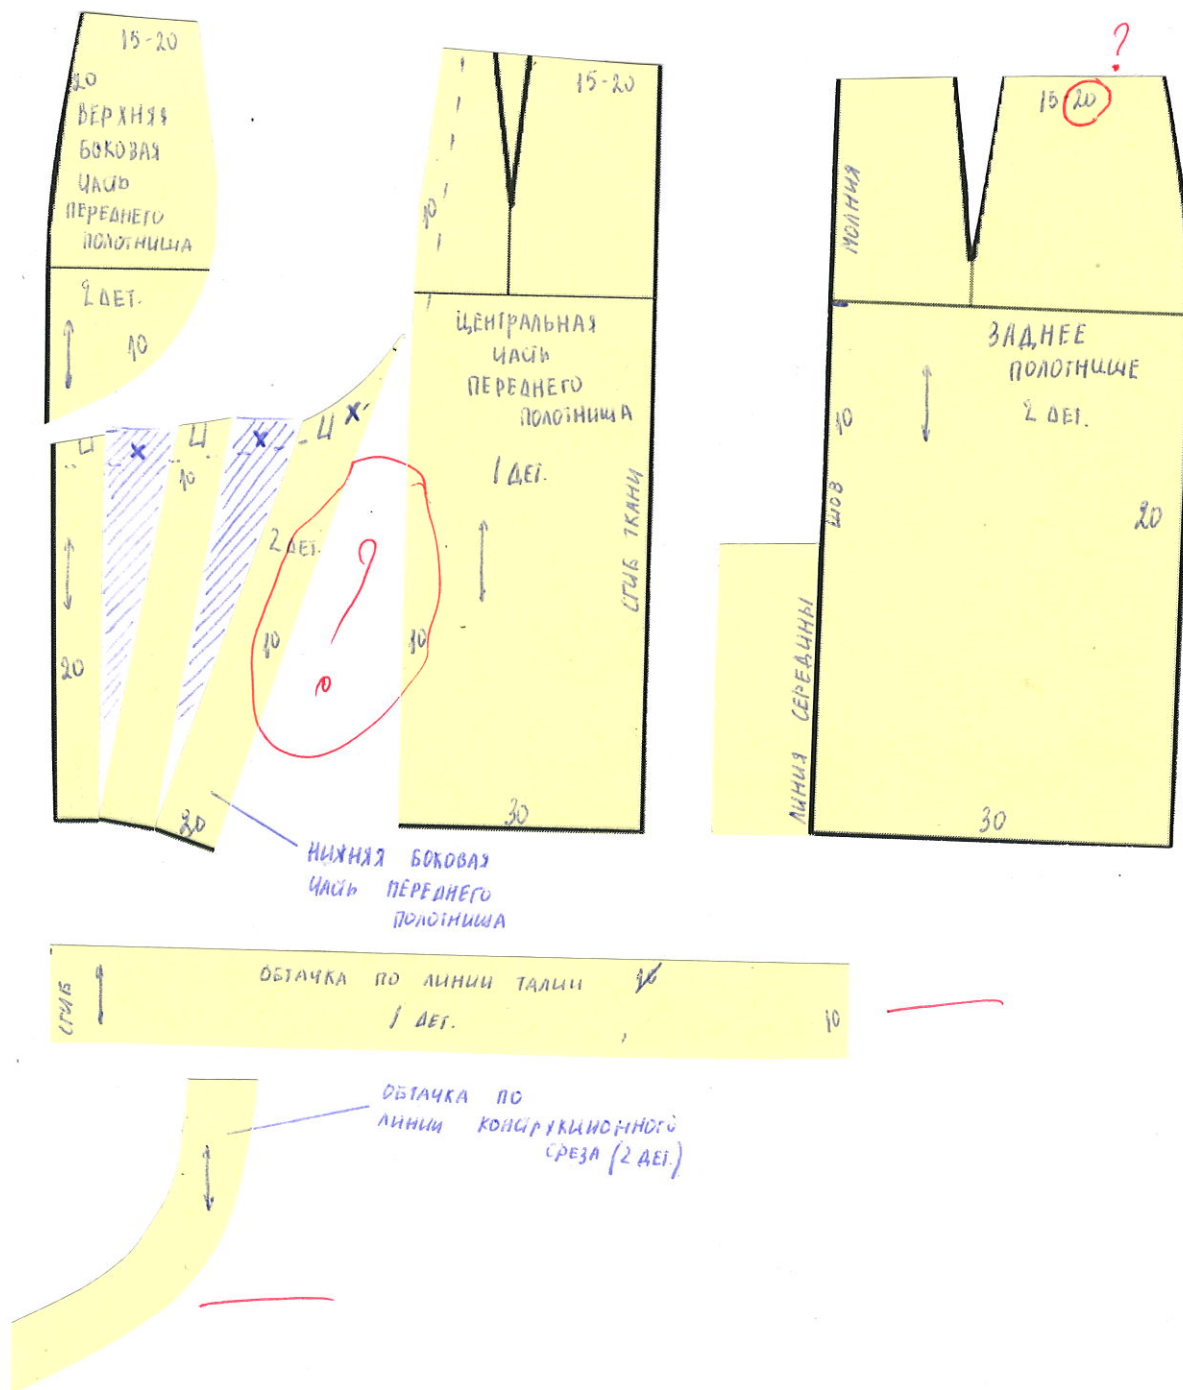 15-20
20
ВЕРХНЯЯ
БОКОВАЯ
ЧАСТЬ
ПЕРЕДНЕГО
ПОЛОТНИЩА
2 ДЕТ.
10
15-20
10
ЦЕНТРАЛЬНАЯ
ЧАСТЬ
ПЕРЕДНЕГО
ПОЛОТНИЩА
1 ДЕТ.
СГИБ ТКАНИ
10
30
?
15-20
МОЛНИЯ
ЗАДНЕЕ
ПОЛОТНИЩЕ
2 ДЕТ.
10
ШОВ
20
ЛИНИЯ СЕРЕДИНЫ
30
x x x
10
2 ДЕТ.
?
20
10
20
НИЖНЯЯ БОКОВАЯ
ЧАСТЬ ПЕРЕДНЕГО
ПОЛОТНИЩА
СГИБ
ОБТАЧКА ПО ЛИНИИ ТАЛИИ 10
1 ДЕТ.
10
ОБТАЧКА ПО
ЛИНИИ КОНСТРУКЦИОННОГО
СРЕЗА (2 ДЕТ.)